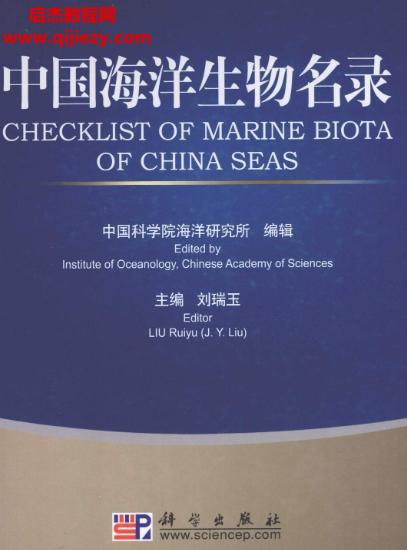 启杰教程网
www.qijiezy.com
中国海洋生物名录
CHECKLIST OF MARINE BIOTA
OF CHINA SEAS
中国科学院海洋研究所 编辑
Edited by
Institute of Oceanology, Chinese Academy of Sciences
主编 刘瑞玉
Editor
LIU Ruiyu (J. Y. Liu)
科学出版社
www.sciencep.com